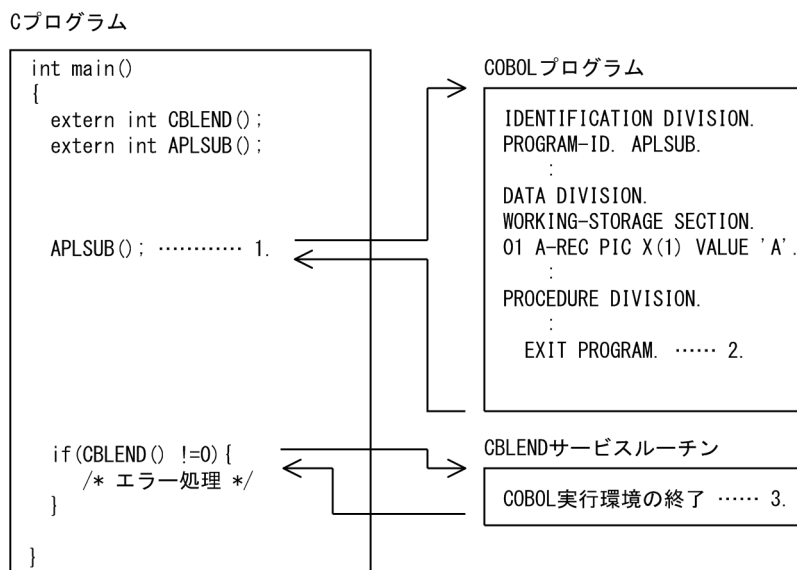 Cプログラム
int main()
{
extern int CBLEND();
extern int APLSUB();
APLSUB(); ………… 1.
if(CBLEND() !=0){
/* エラー処理 */
}
}
COBOLプログラム
IDENTIFICATION DIVISION.
PROGRAM-ID. APLSUB.
:
DATA DIVISION.
WORKING-STORAGE SECTION.
01 A-REC PIC X(1) VALUE 'A'.
:
PROCEDURE DIVISION.
:
EXIT PROGRAM. …… 2.
CBLENDサービスルーチン
COBOL実行環境の終了 …… 3.